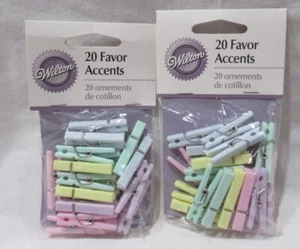 Wilton
20 Favor
Accents
20 ornements
de cotillon
Wilton
20 Favor
Accents
20 ornements
de cotillon